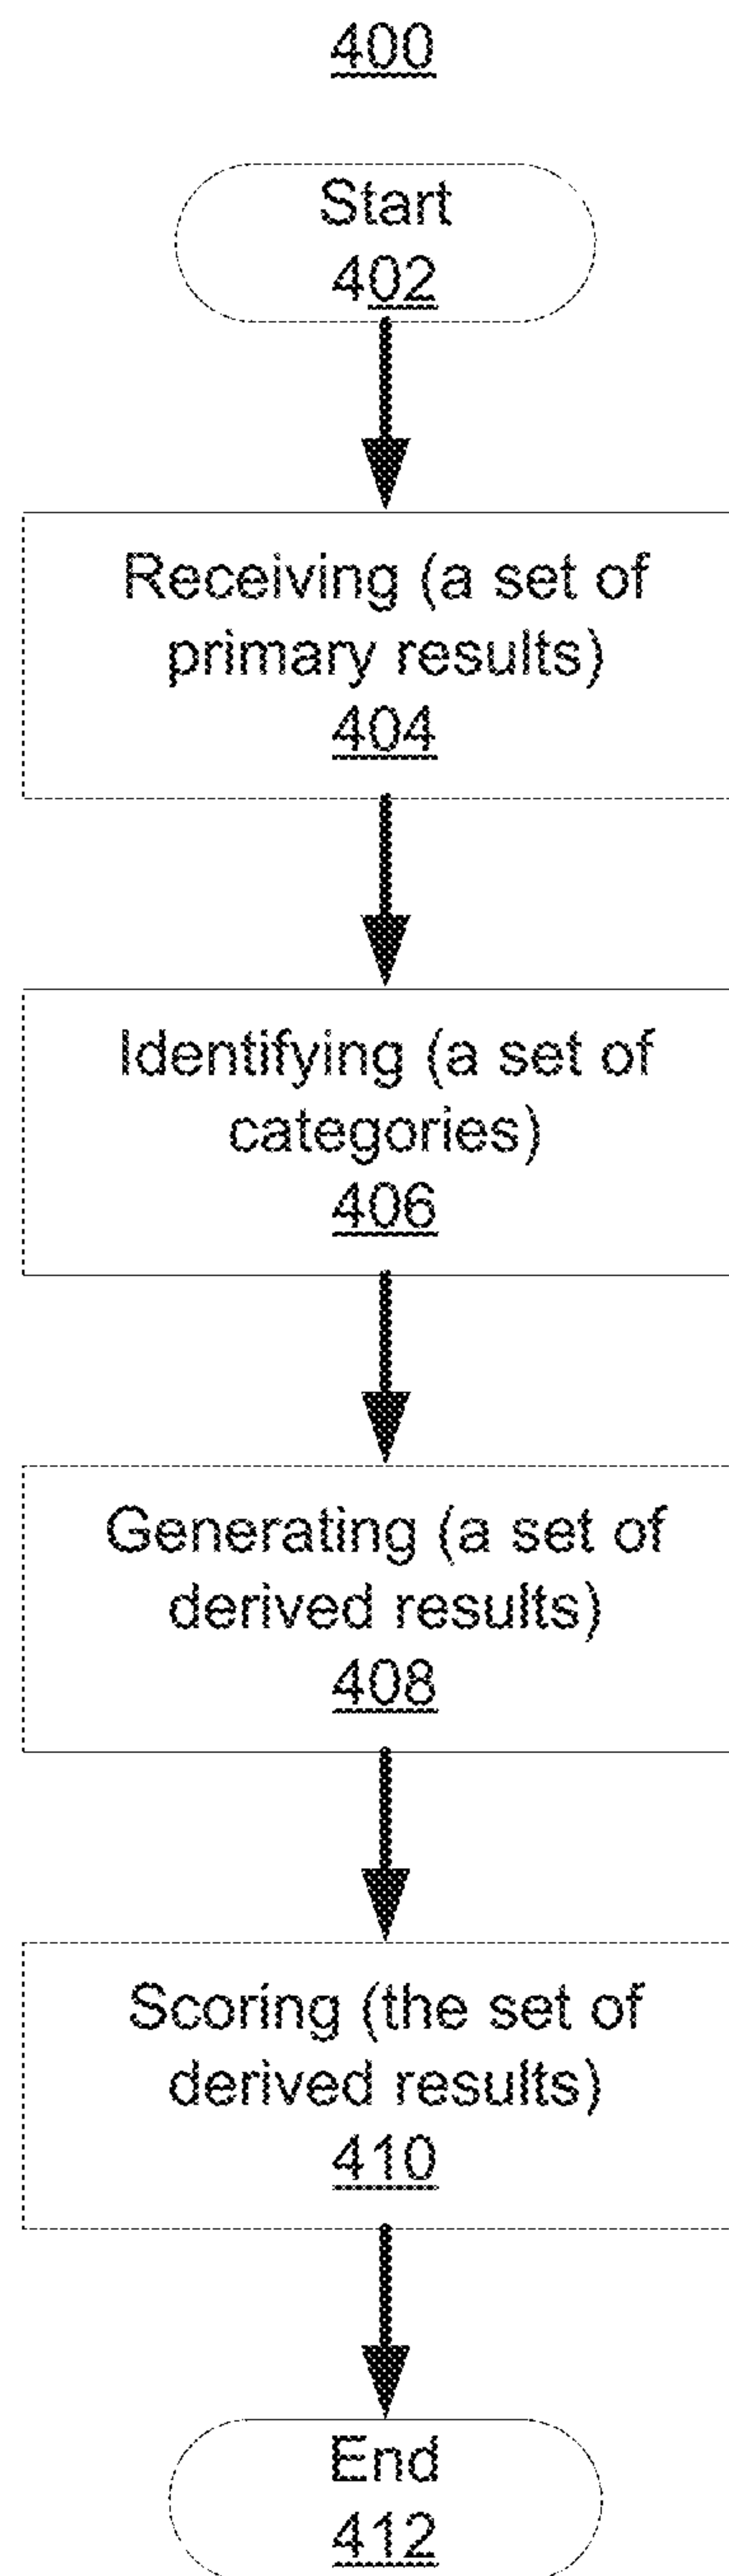 400
Start
402
Receiving (a set of
primary results)
404
Identifying (a set of
categories)
406
Generating (a set of
derived results)
408
Scoring (the set of
derived results)
410
End
412